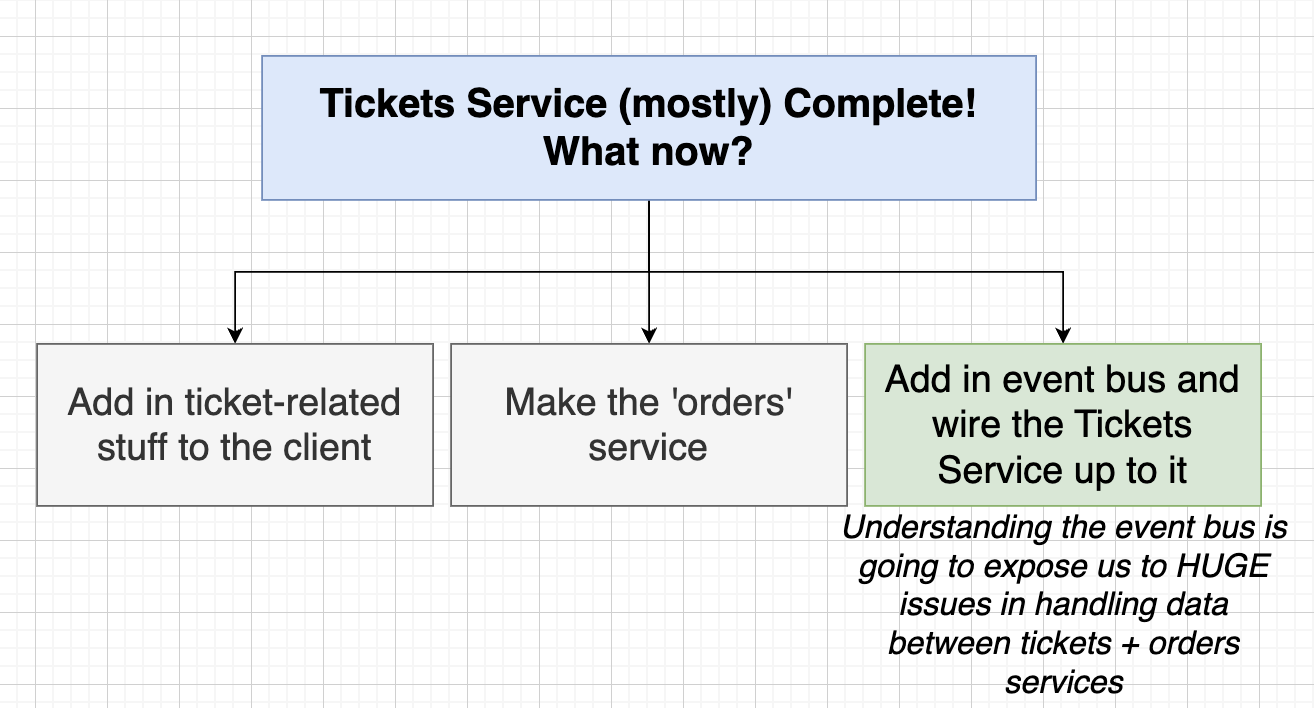 Tickets Service (mostly) Complete!
What now?
Add in ticket-related
stuff to the client
Make the 'orders'
service
Add in event bus and
wire the Tickets
Service up to it
Understanding the event bus is
going to expose us to HUGE
issues in handling data
between tickets + orders
services